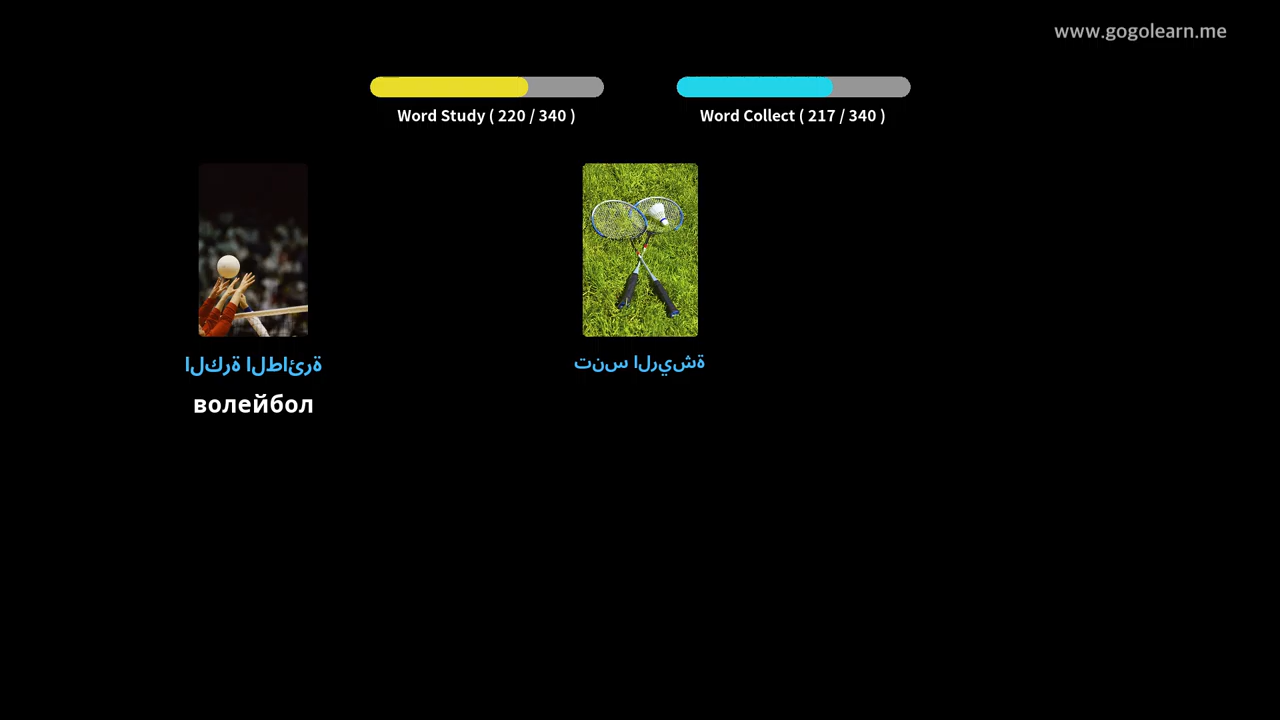 www.gogolearn.me
Word Study ( 220 / 340 )
Word Collect ( 217 / 340 )
الكرة الطائرة
تنس الريشة
волейбол